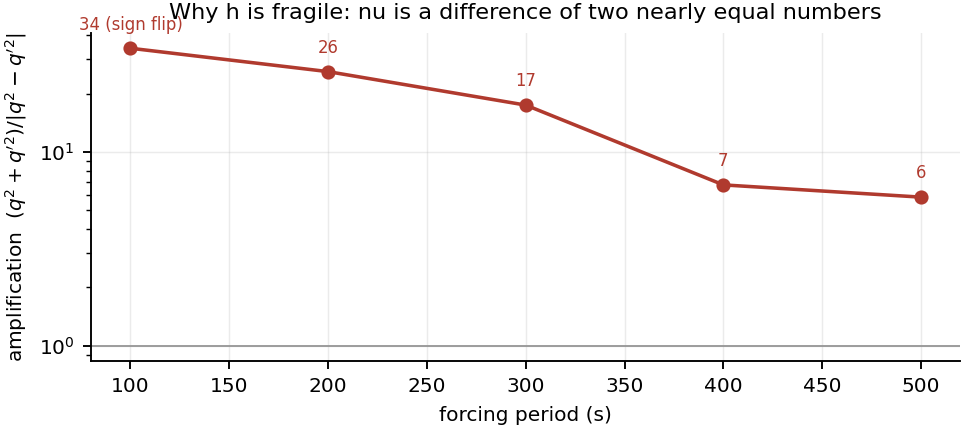 Why h is fragile: nu is a difference of two nearly equal numbers
34 (sign flip)
26
17
7
6
amplification (q² + q′²)/|q² − q′²|
10¹
10⁰
100 150 200 250 300 350 400 450 500
forcing period (s)